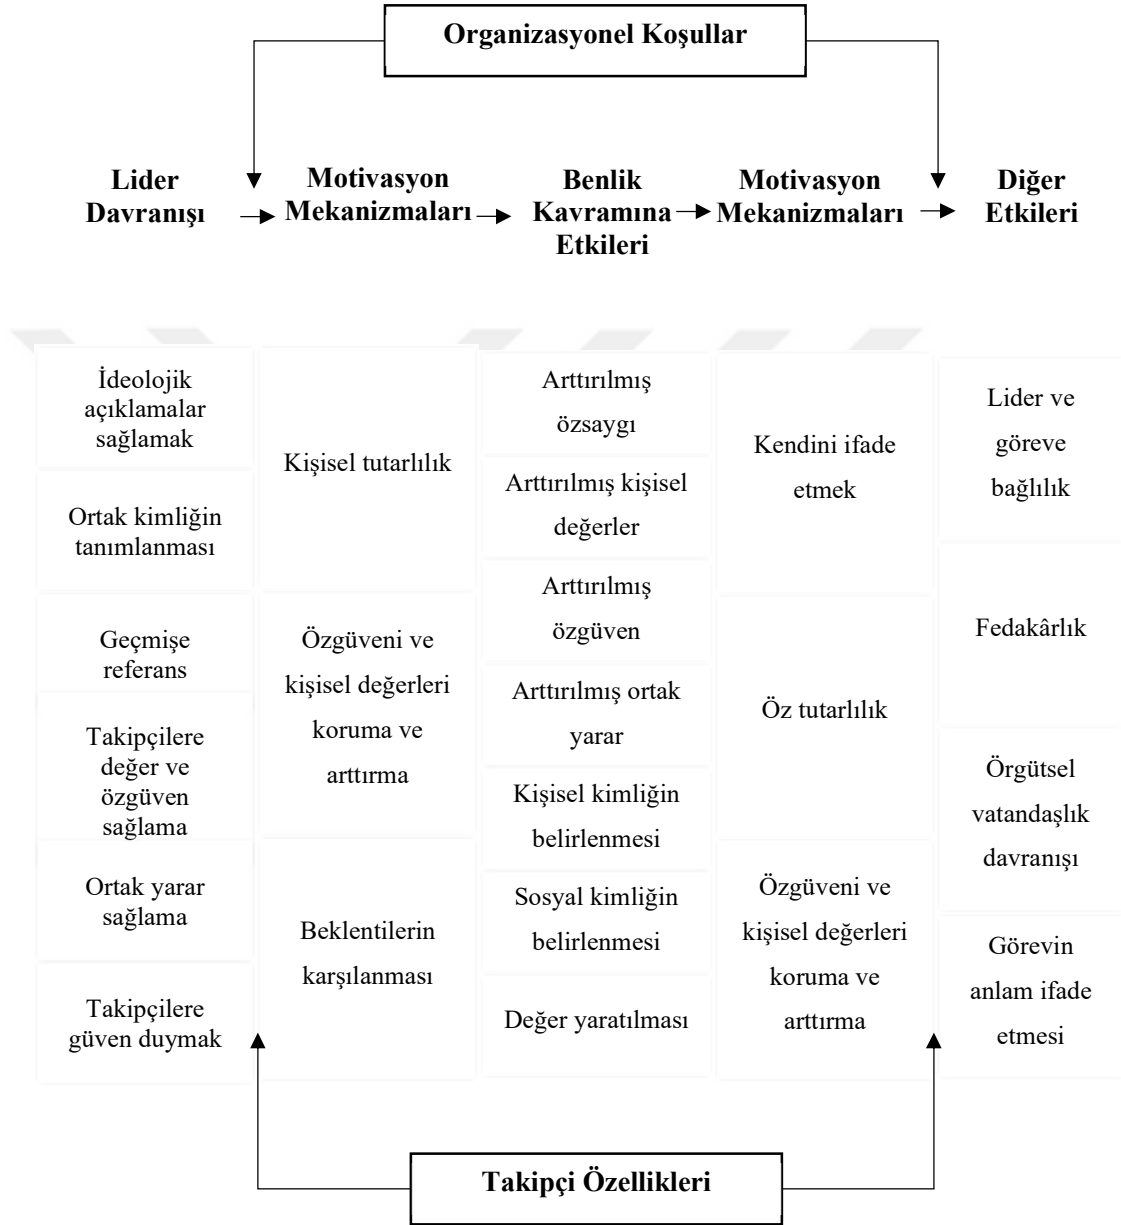 Organizasyonel Koşullar
Lider
Davranışı
Motivasyon
Mekanizmaları
Benlik
Kavramına
Etkileri
Motivasyon
Mekanizmaları
Diğer
Etkileri
İdeolojik
açıklamalar
sağlamak
Ortak kimliğin
tanımlanması
Geçmişe
referans
Takipçilere
değer ve
özgüven
sağlama
Ortak yarar
sağlama
Takipçilere
güven duymak
Kişisel tutarlılık
Özgüveni ve
kişisel değerleri
koruma ve
arttırma
Beklentilerin
karşılanması
Arttırılmış
özsaygı
Arttırılmış kişisel
değerler
Arttırılmış
özgüven
Arttırılmış ortak
yarar
Kişisel kimliğin
belirlenmesi
Sosyal kimliğin
belirlenmesi
Değer yaratılması
Kendini ifade
etmek
Öz tutarlılık
Özgüveni ve
kişisel değerleri
koruma ve
arttırma
Lider ve
göreve
bağlılık
Fedakârlık
Örgütsel
vatandaşlık
davranışı
Görevin
anlam ifade
etmesi
Takipçi Özellikleri